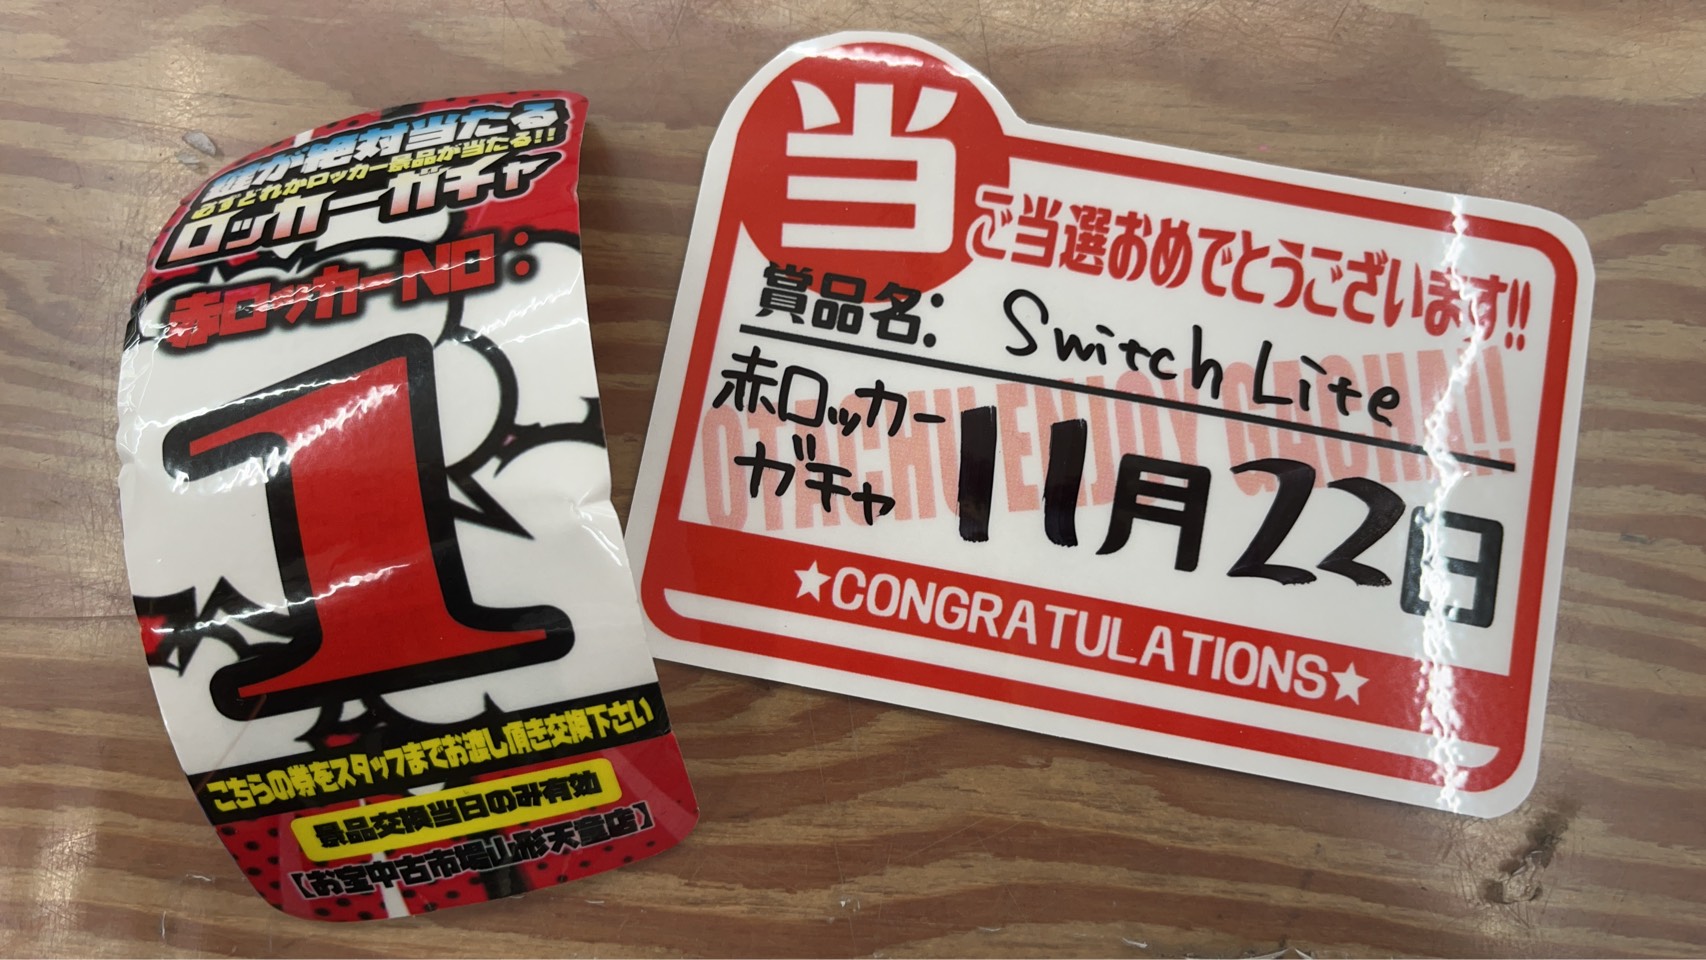 鍵が絶対当たる
必ずどれかロッカー景品が当たる!!
ロッカーガチャ
赤ロッカーNO:
1
こちらの券をスタッフまでお渡し頂き交換下さい
景品交換当日のみ有効
【お宝中古市場山形天童店】
当
ご当選おめでとうございます!!
賞品名: Switch Lite
赤ロッカー
ガチャ
11月22日
OTACHU ENJOY GACHA!!
★CONGRATULATIONS★